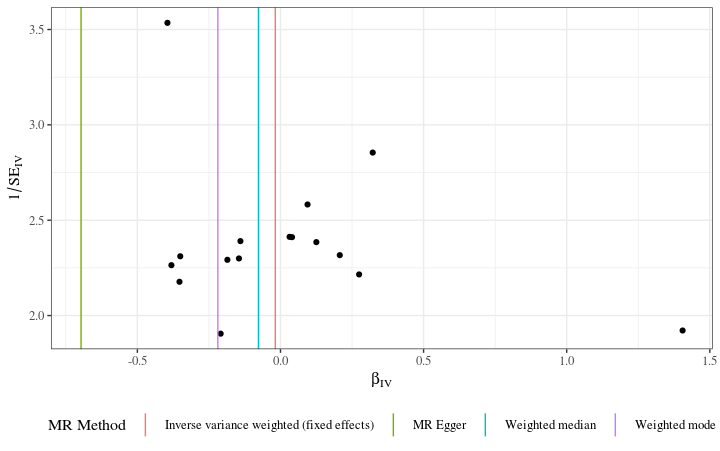 3.5
3.0
2.5
2.0
1/SE_IV
-0.5 0.0 0.5 1.0 1.5
β_IV
MR Method Inverse variance weighted (fixed effects) MR Egger Weighted median Weighted mode